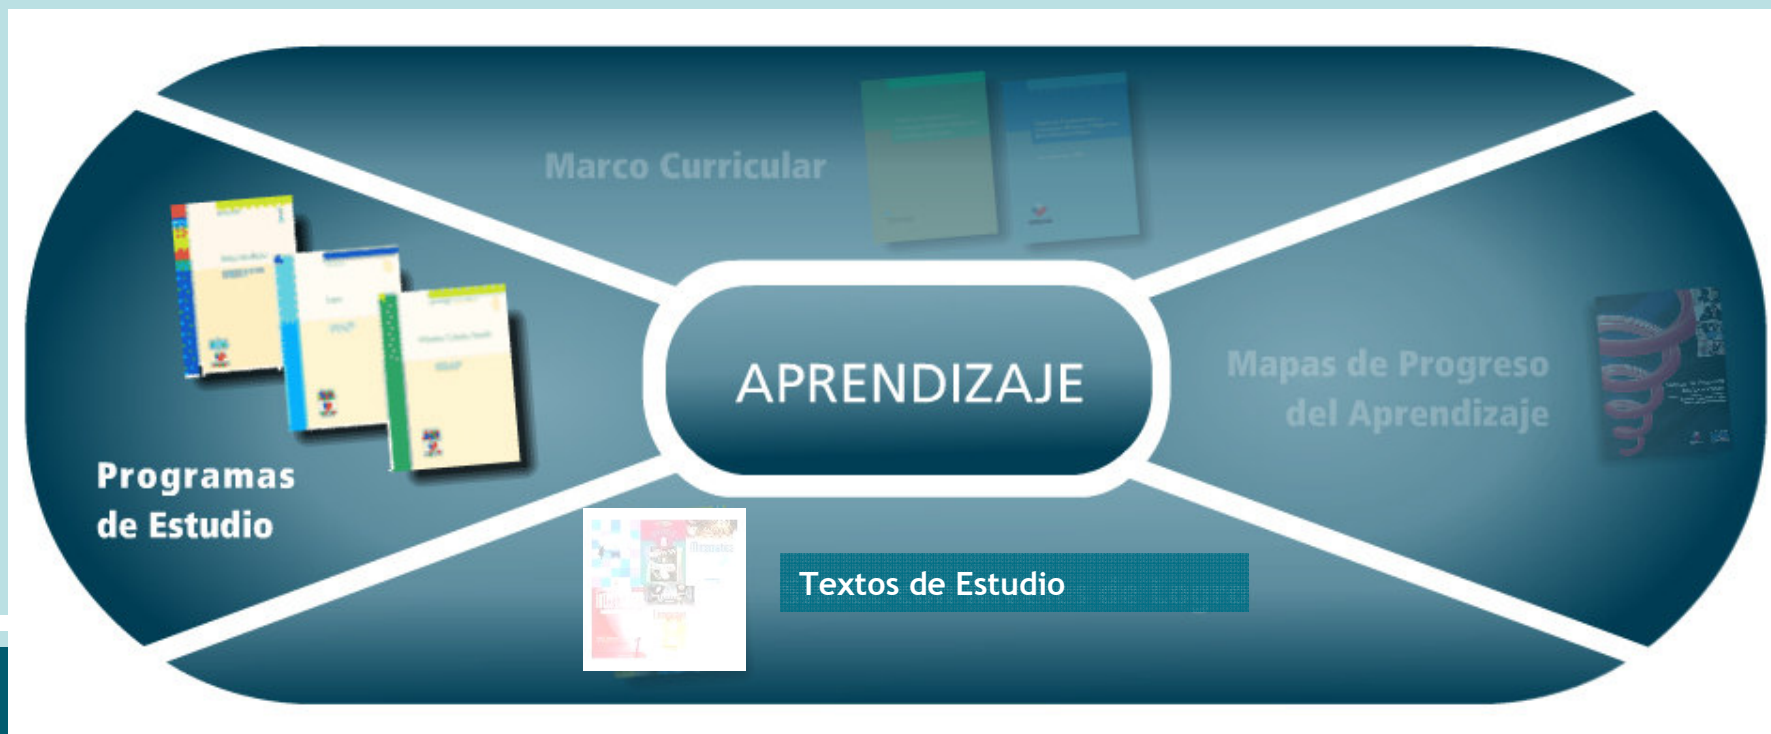 Marco Curricular
APRENDIZAJE
Mapas de Progreso
del Aprendizaje
Programas
de Estudio
Textos de Estudio